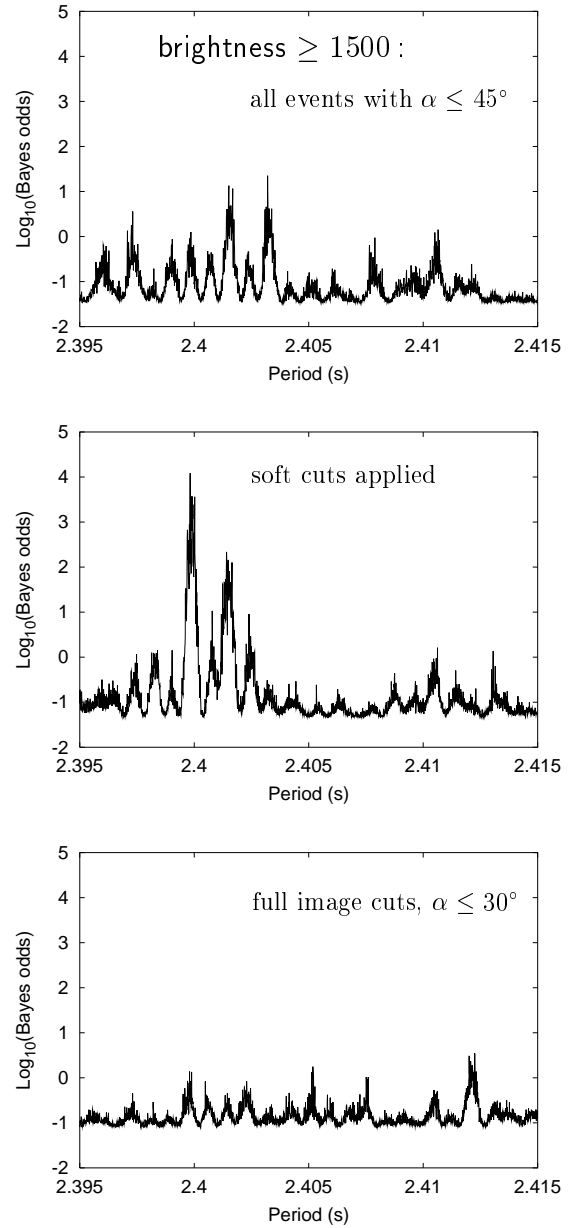 brightness ≥ 1500 :
all events with α ≤ 45°
5
4
3
2
1
0
-1
-2
Log10(Bayes odds)
2.395 2.4 2.405 2.41 2.415
Period (s)
soft cuts applied
5
4
3
2
1
0
-1
-2
Log10(Bayes odds)
2.395 2.4 2.405 2.41 2.415
Period (s)
full image cuts, α ≤ 30°
5
4
3
2
1
0
-1
-2
Log10(Bayes odds)
2.395 2.4 2.405 2.41 2.415
Period (s)